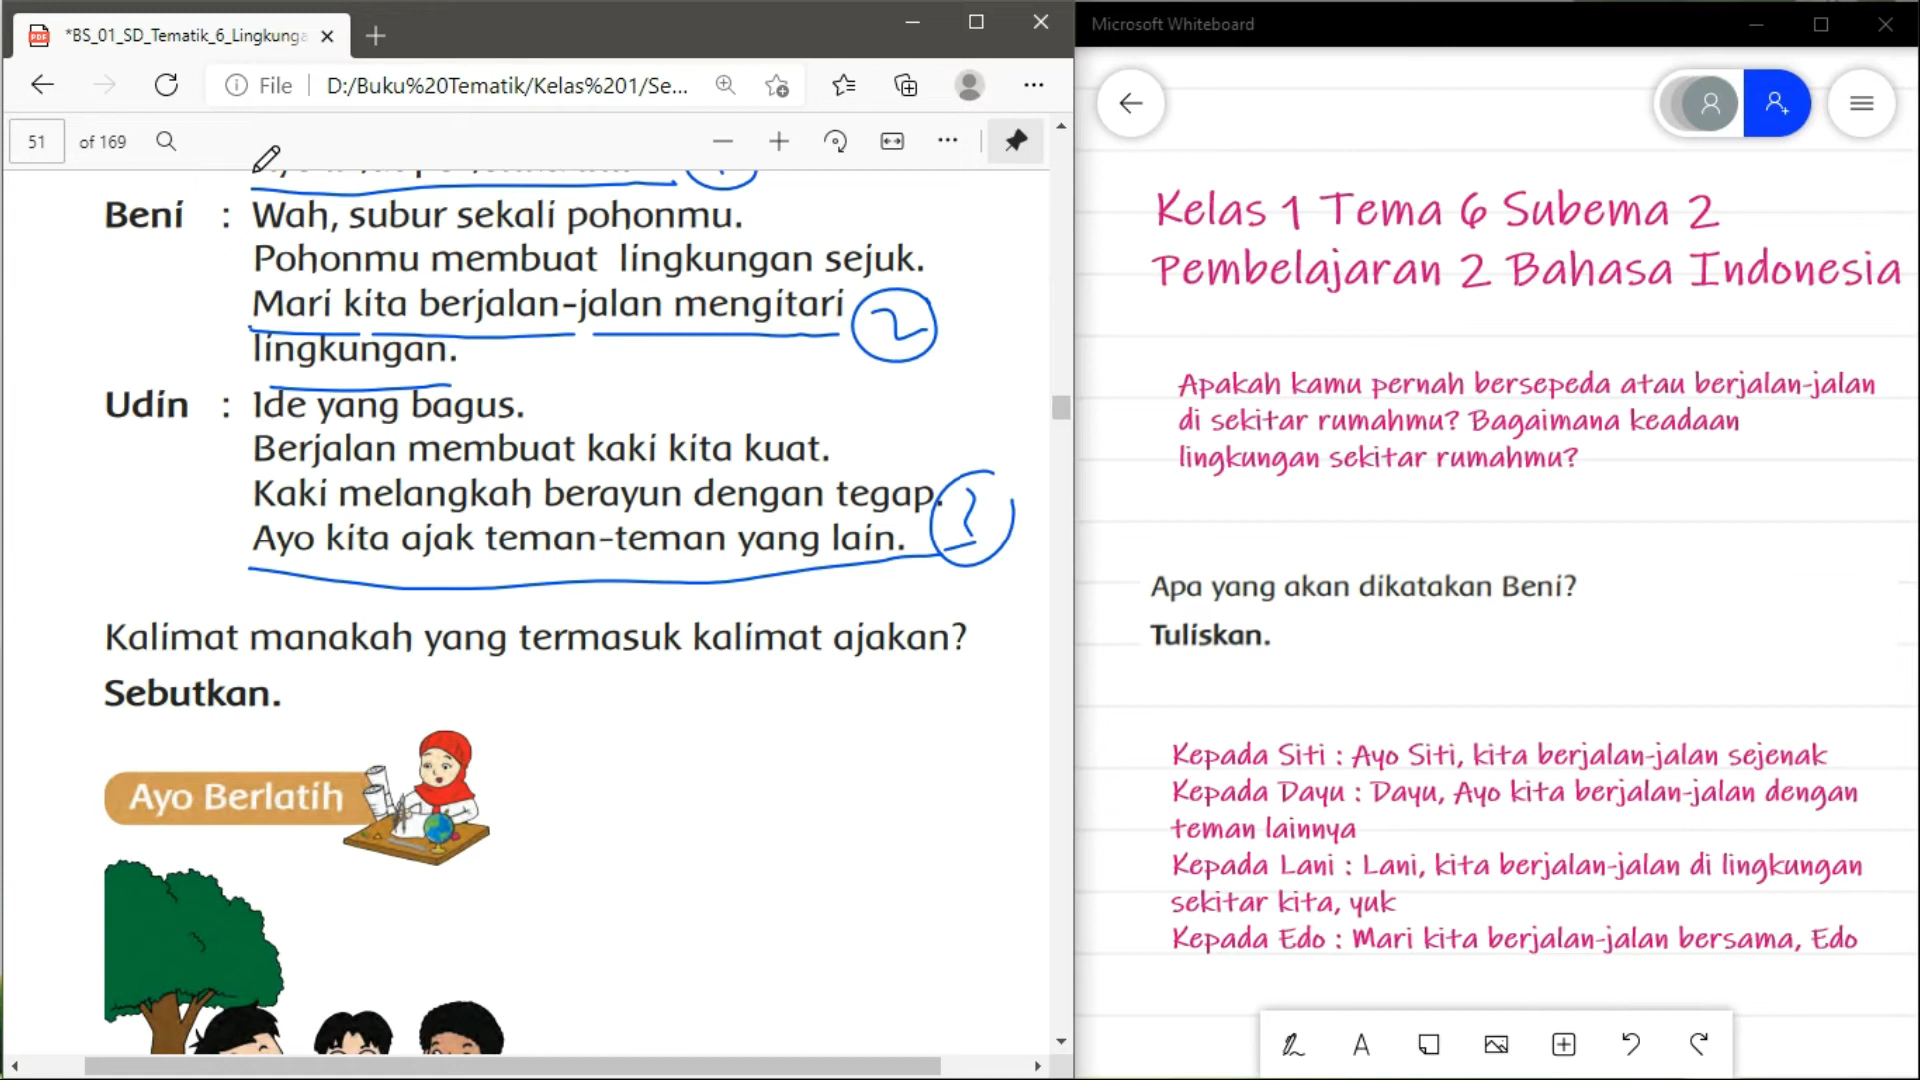 *BS_01_SD_Tematik_6_Lingkunga
File
D:/Buku%20Tematik/Kelas%201/Se...
51 of 169
1
Beni : Wah, subur sekali pohonmu.
Pohonmu membuat lingkungan sejuk.
Mari kita berjalan-jalan mengitari
2
lingkungan.
Udin : Ide yang bagus.
Berjalan membuat kaki kita kuat.
Kaki melangkah berayun dengan tegap.
Ayo kita ajak teman-teman yang lain.
3
Kalimat manakah yang termasuk kalimat ajakan?
Sebutkan.
Ayo Berlatih
Microsoft Whiteboard
Kelas 1 Tema 6 Subema 2
Pembelajaran 2 Bahasa Indonesia
Apakah kamu pernah bersepeda atau berjalan-jalan
di sekitar rumahmu? Bagaimana keadaan
lingkungan sekitar rumahmu?
Apa yang akan dikatakan Beni?
Tuliskan.
Kepada Siti : Ayo Siti, kita berjalan-jalan sejenak
Kepada Dayu : Dayu, Ayo kita berjalan-jalan dengan
teman lainnya
Kepada Lani : Lani, kita berjalan-jalan di lingkungan
sekitar kita, yuk
Kepada Edo : Mari kita berjalan-jalan bersama, Edo